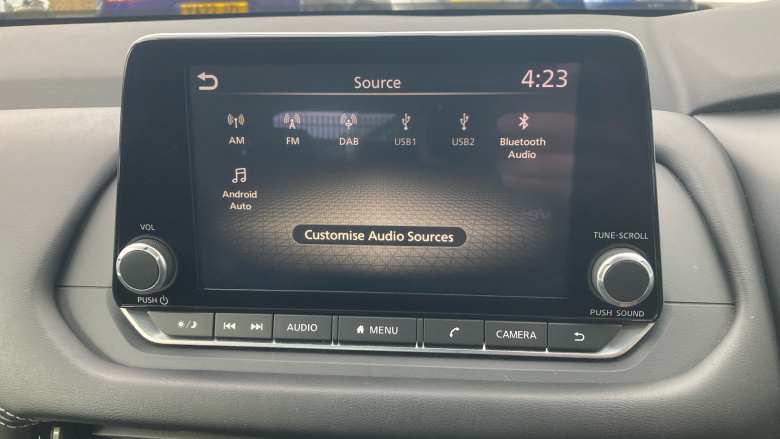 Source
4:23
AM
FM
DAB
USB1
USB2
Bluetooth
Audio
Android
Auto
Customise Audio Sources
VOL
PUSH
TUNE·SCROLL
PUSH SOUND
AUDIO
MENU
CAMERA